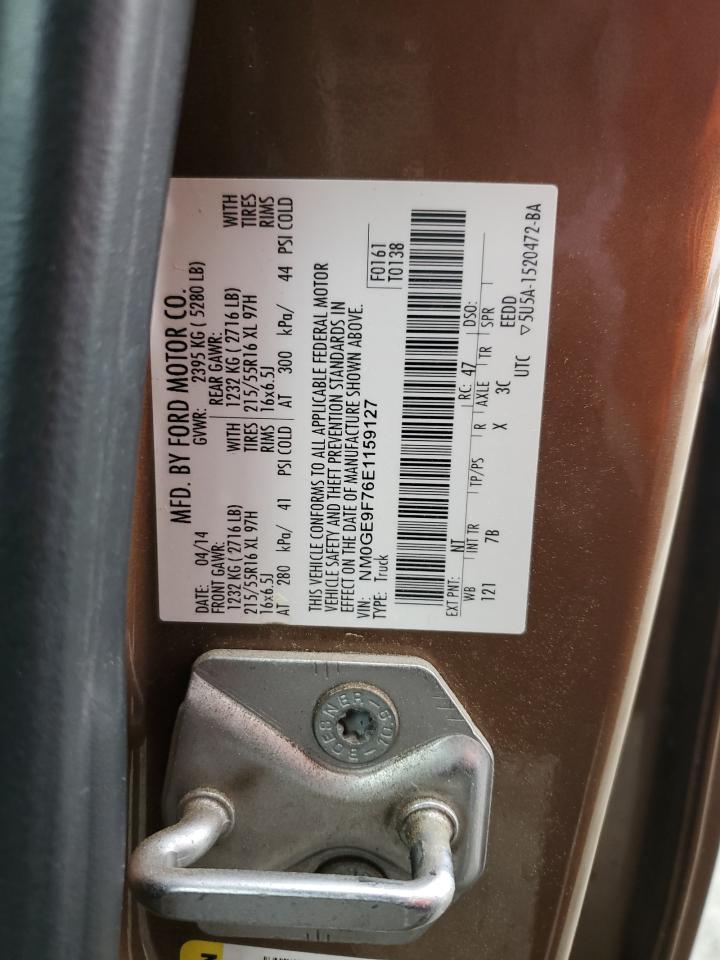 MFD. BY FORD MOTOR CO.
DATE: 04/14 GVWR: 2395 KG ( 5280 LB)
FRONT GAWR: REAR GAWR:
1232 KG (2716 LB) WITH 1232 KG (2716 LB) WITH
215/55R16 XL 97H TIRES 215/55R16 XL 97H TIRES
16x6.5J RIMS 16x6.5J RIMS
AT 280 kPa/ 41 PSI COLD AT 300 kPa/ 44 PSI COLD
THIS VEHICLE CONFORMS TO ALL APPLICABLE FEDERAL MOTOR
VEHICLE SAFETY AND THEFT PREVENTION STANDARDS IN
EFFECT ON THE DATE OF MANUFACTURE SHOWN ABOVE.
VIN: NM0GE9F76E1159127
TYPE: Truck
F0161
T0138
EXT PNT: NT RC: 47 DSO:
WB INT TR TP/PS R AXLE TR SPR
121 7B X 3C EEDD
UTC ▽5U5A-1520472-BA
10.9